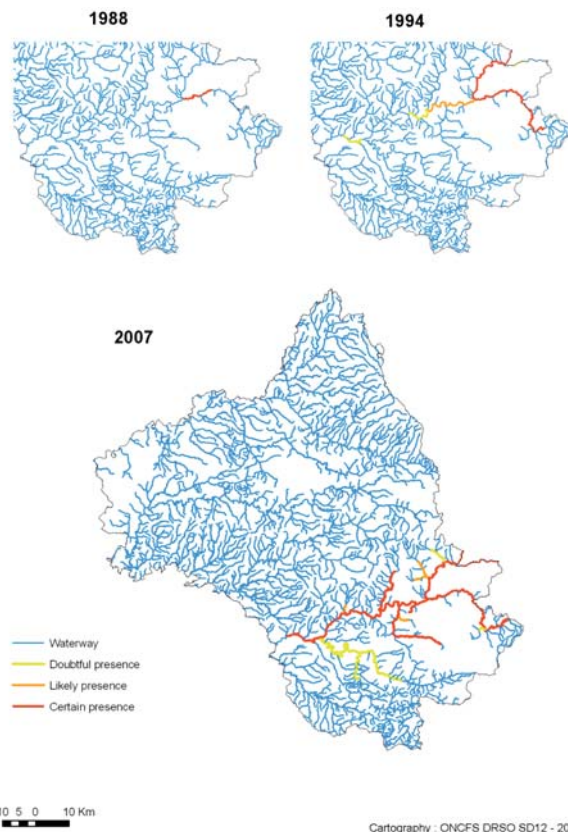 1988
1994
2007
Waterway
Doubtful presence
Likely presence
Certain presence
10 5 0 10 Km
Cartography : ONCFS DRSO SD12 - 20